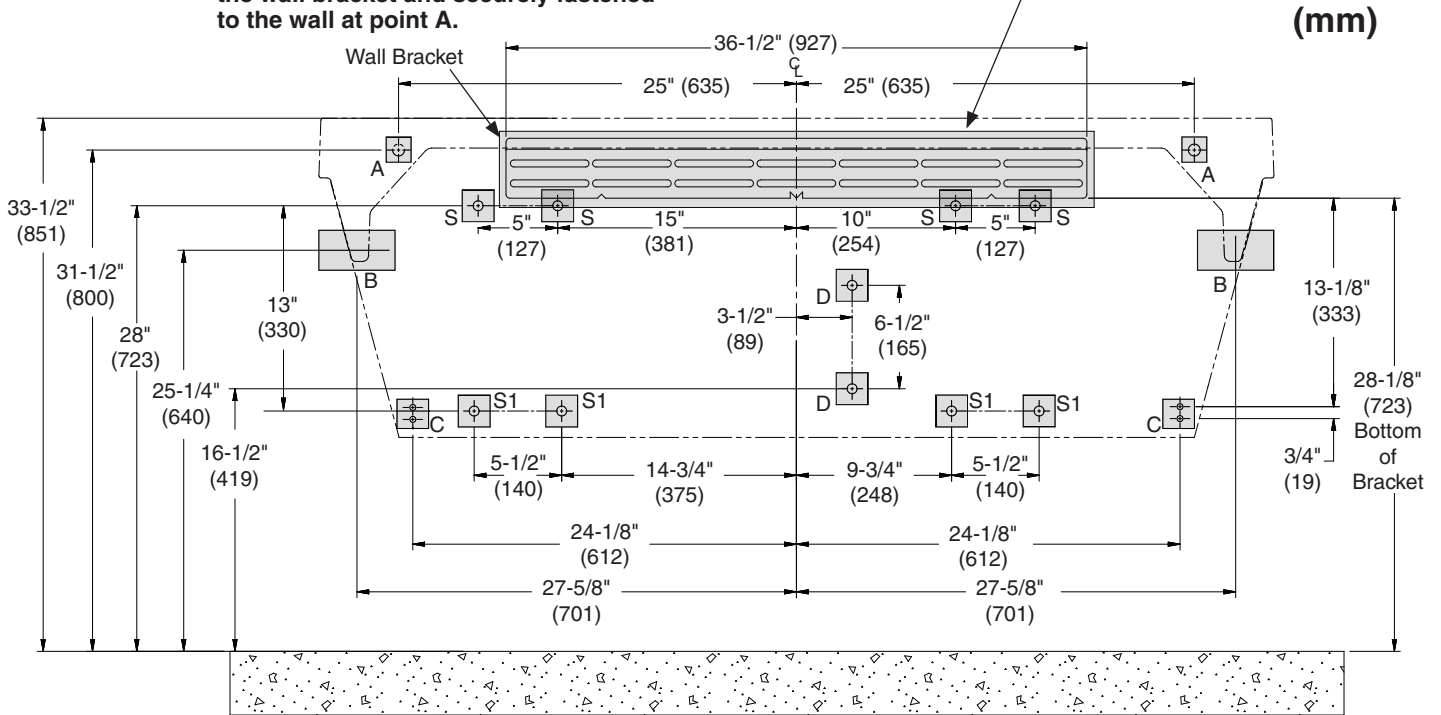 the wall bracket and securely fastened
to the wall at point A.
(mm)
36-1/2" (927)
Wall Bracket
CL
25" (635)
25" (635)
A
A
S
S
S
S
5"
(127)
15"
(381)
10"
(254)
5"
(127)
33-1/2"
(851)
31-1/2"
(800)
28"
(723)
25-1/4"
(640)
16-1/2"
(419)
13"
(330)
B
B
D
3-1/2"
(89)
6-1/2"
(165)
D
13-1/8"
(333)
28-1/8"
(723)
Bottom
of
Bracket
3/4"
(19)
C
S1
S1
S1
S1
C
5-1/2"
(140)
14-3/4"
(375)
9-3/4"
(248)
5-1/2"
(140)
24-1/8"
(612)
24-1/8"
(612)
27-5/8"
(701)
27-5/8"
(701)